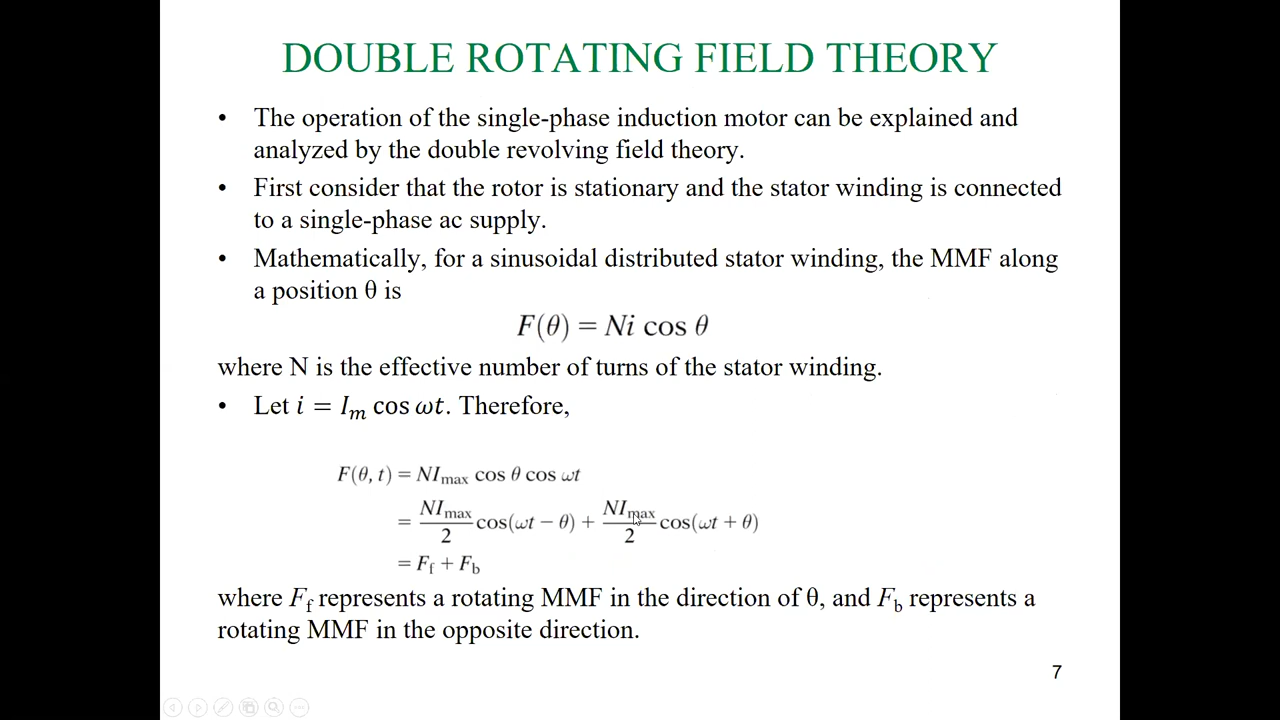 DOUBLE ROTATING FIELD THEORY
• The operation of the single-phase induction motor can be explained and
analyzed by the double revolving field theory.
• First consider that the rotor is stationary and the stator winding is connected
to a single-phase ac supply.
• Mathematically, for a sinusoidal distributed stator winding, the MMF along
a position θ is
F(θ) = Ni cos θ
where N is the effective number of turns of the stator winding.
• Let i = I_m cos ωt. Therefore,
F(θ, t) = NI_max cos θ cos ωt
= NI_max/2 cos(ωt − θ) + NI_max/2 cos(ωt + θ)
= F_f + F_b
where F_f represents a rotating MMF in the direction of θ, and F_b represents a
rotating MMF in the opposite direction.
7